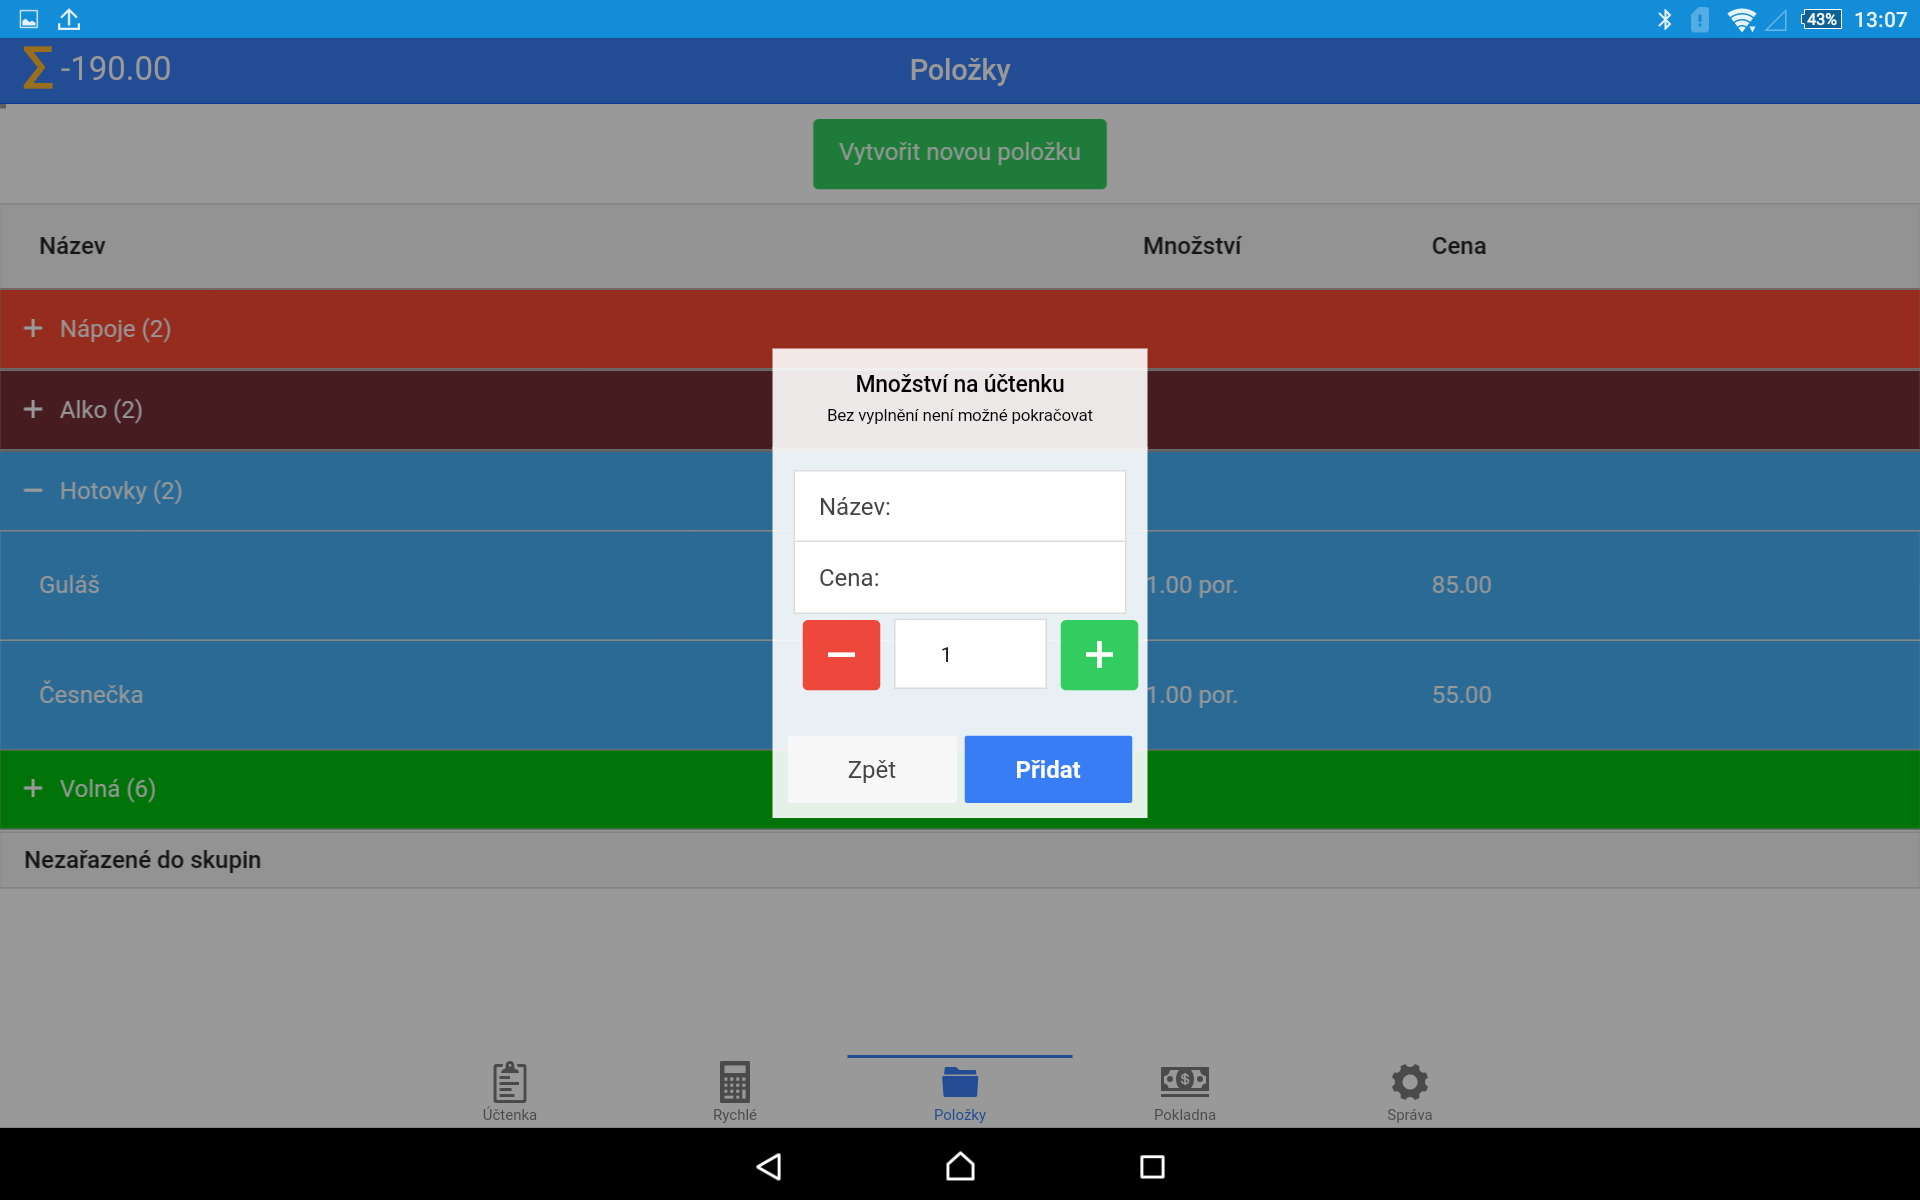 43% 13:07
Σ -190.00 Položky
Vytvořit novou položku
Název Množství Cena
+ Nápoje (2)
+ Alko (2)
− Hotovky (2)
Guláš 1.00 por. 85.00
Česnečka 1.00 por. 55.00
+ Volná (6)
Nezařazené do skupin
Množství na účtenku
Bez vyplnění není možné pokračovat
Název:
Cena:
− 1 +
Zpět Přidat
Účtenka Rychlé Položky Pokladna Správa